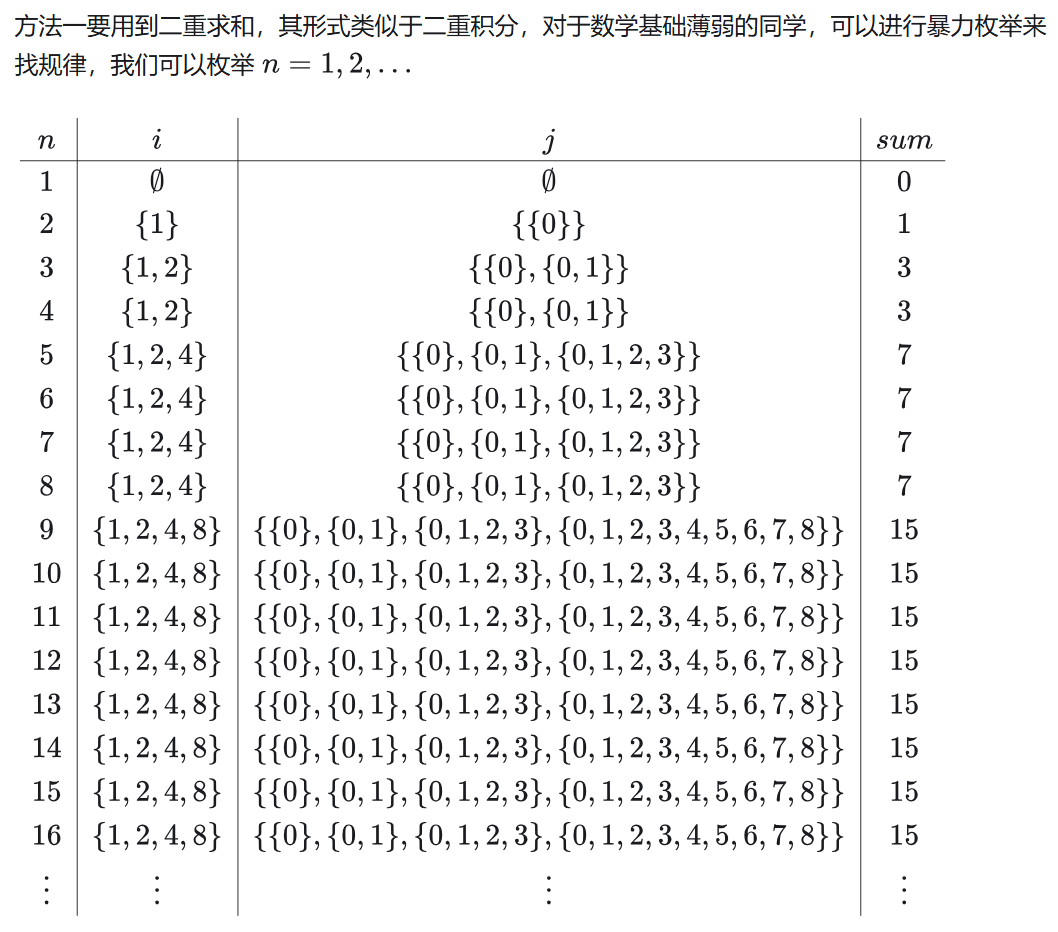 方法一要用到二重求和，其形式类似于二重积分，对于数学基础薄弱的同学，可以进行暴力枚举来
找规律，我们可以枚举 n = 1, 2, . . .
n i j sum
1 ∅ ∅ 0
2 {1} {{0}} 1
3 {1, 2} {{0}, {0, 1}} 3
4 {1, 2} {{0}, {0, 1}} 3
5 {1, 2, 4} {{0}, {0, 1}, {0, 1, 2, 3}} 7
6 {1, 2, 4} {{0}, {0, 1}, {0, 1, 2, 3}} 7
7 {1, 2, 4} {{0}, {0, 1}, {0, 1, 2, 3}} 7
8 {1, 2, 4} {{0}, {0, 1}, {0, 1, 2, 3}} 7
9 {1, 2, 4, 8} {{0}, {0, 1}, {0, 1, 2, 3}, {0, 1, 2, 3, 4, 5, 6, 7, 8}} 15
10 {1, 2, 4, 8} {{0}, {0, 1}, {0, 1, 2, 3}, {0, 1, 2, 3, 4, 5, 6, 7, 8}} 15
11 {1, 2, 4, 8} {{0}, {0, 1}, {0, 1, 2, 3}, {0, 1, 2, 3, 4, 5, 6, 7, 8}} 15
12 {1, 2, 4, 8} {{0}, {0, 1}, {0, 1, 2, 3}, {0, 1, 2, 3, 4, 5, 6, 7, 8}} 15
13 {1, 2, 4, 8} {{0}, {0, 1}, {0, 1, 2, 3}, {0, 1, 2, 3, 4, 5, 6, 7, 8}} 15
14 {1, 2, 4, 8} {{0}, {0, 1}, {0, 1, 2, 3}, {0, 1, 2, 3, 4, 5, 6, 7, 8}} 15
15 {1, 2, 4, 8} {{0}, {0, 1}, {0, 1, 2, 3}, {0, 1, 2, 3, 4, 5, 6, 7, 8}} 15
16 {1, 2, 4, 8} {{0}, {0, 1}, {0, 1, 2, 3}, {0, 1, 2, 3, 4, 5, 6, 7, 8}} 15
⋮ ⋮ ⋮ ⋮